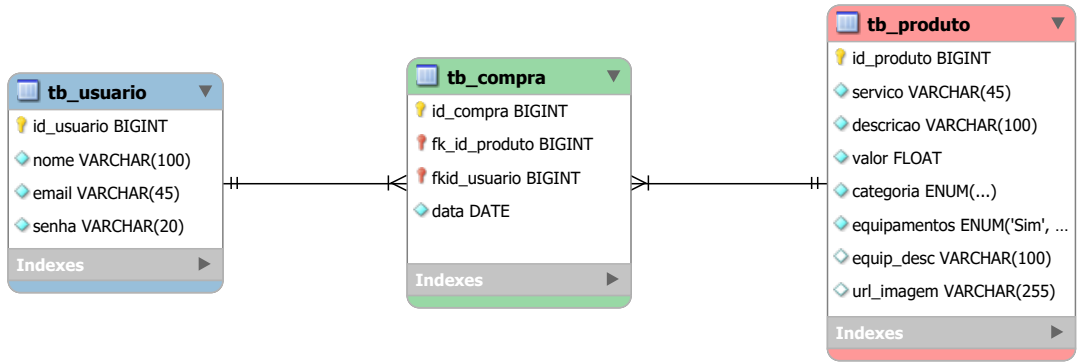 tb_usuario
id_usuario BIGINT
nome VARCHAR(100)
email VARCHAR(45)
senha VARCHAR(20)
Indexes
tb_compra
id_compra BIGINT
fk_id_produto BIGINT
fkid_usuario BIGINT
data DATE
Indexes
tb_produto
id_produto BIGINT
servico VARCHAR(45)
descricao VARCHAR(100)
valor FLOAT
categoria ENUM(...)
equipamentos ENUM('Sim', ...
equip_desc VARCHAR(100)
url_imagem VARCHAR(255)
Indexes